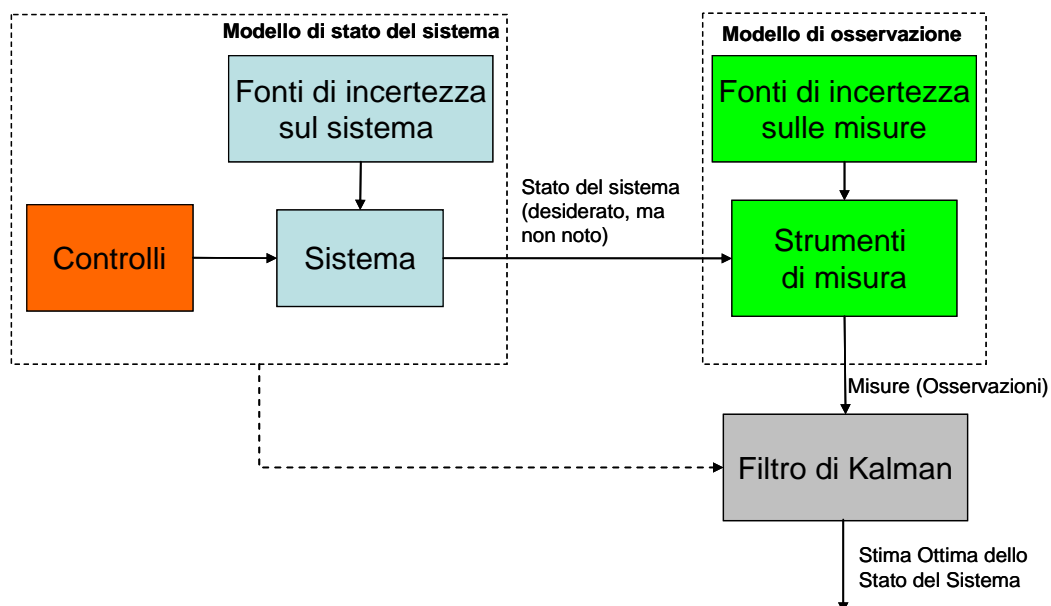 Modello di stato del sistema
Fonti di incertezza
sul sistema
Controlli
Sistema
Stato del sistema
(desiderato, ma
non noto)
Modello di osservazione
Fonti di incertezza
sulle misure
Strumenti
di misura
Misure (Osservazioni)
Filtro di Kalman
Stima Ottima dello
Stato del Sistema